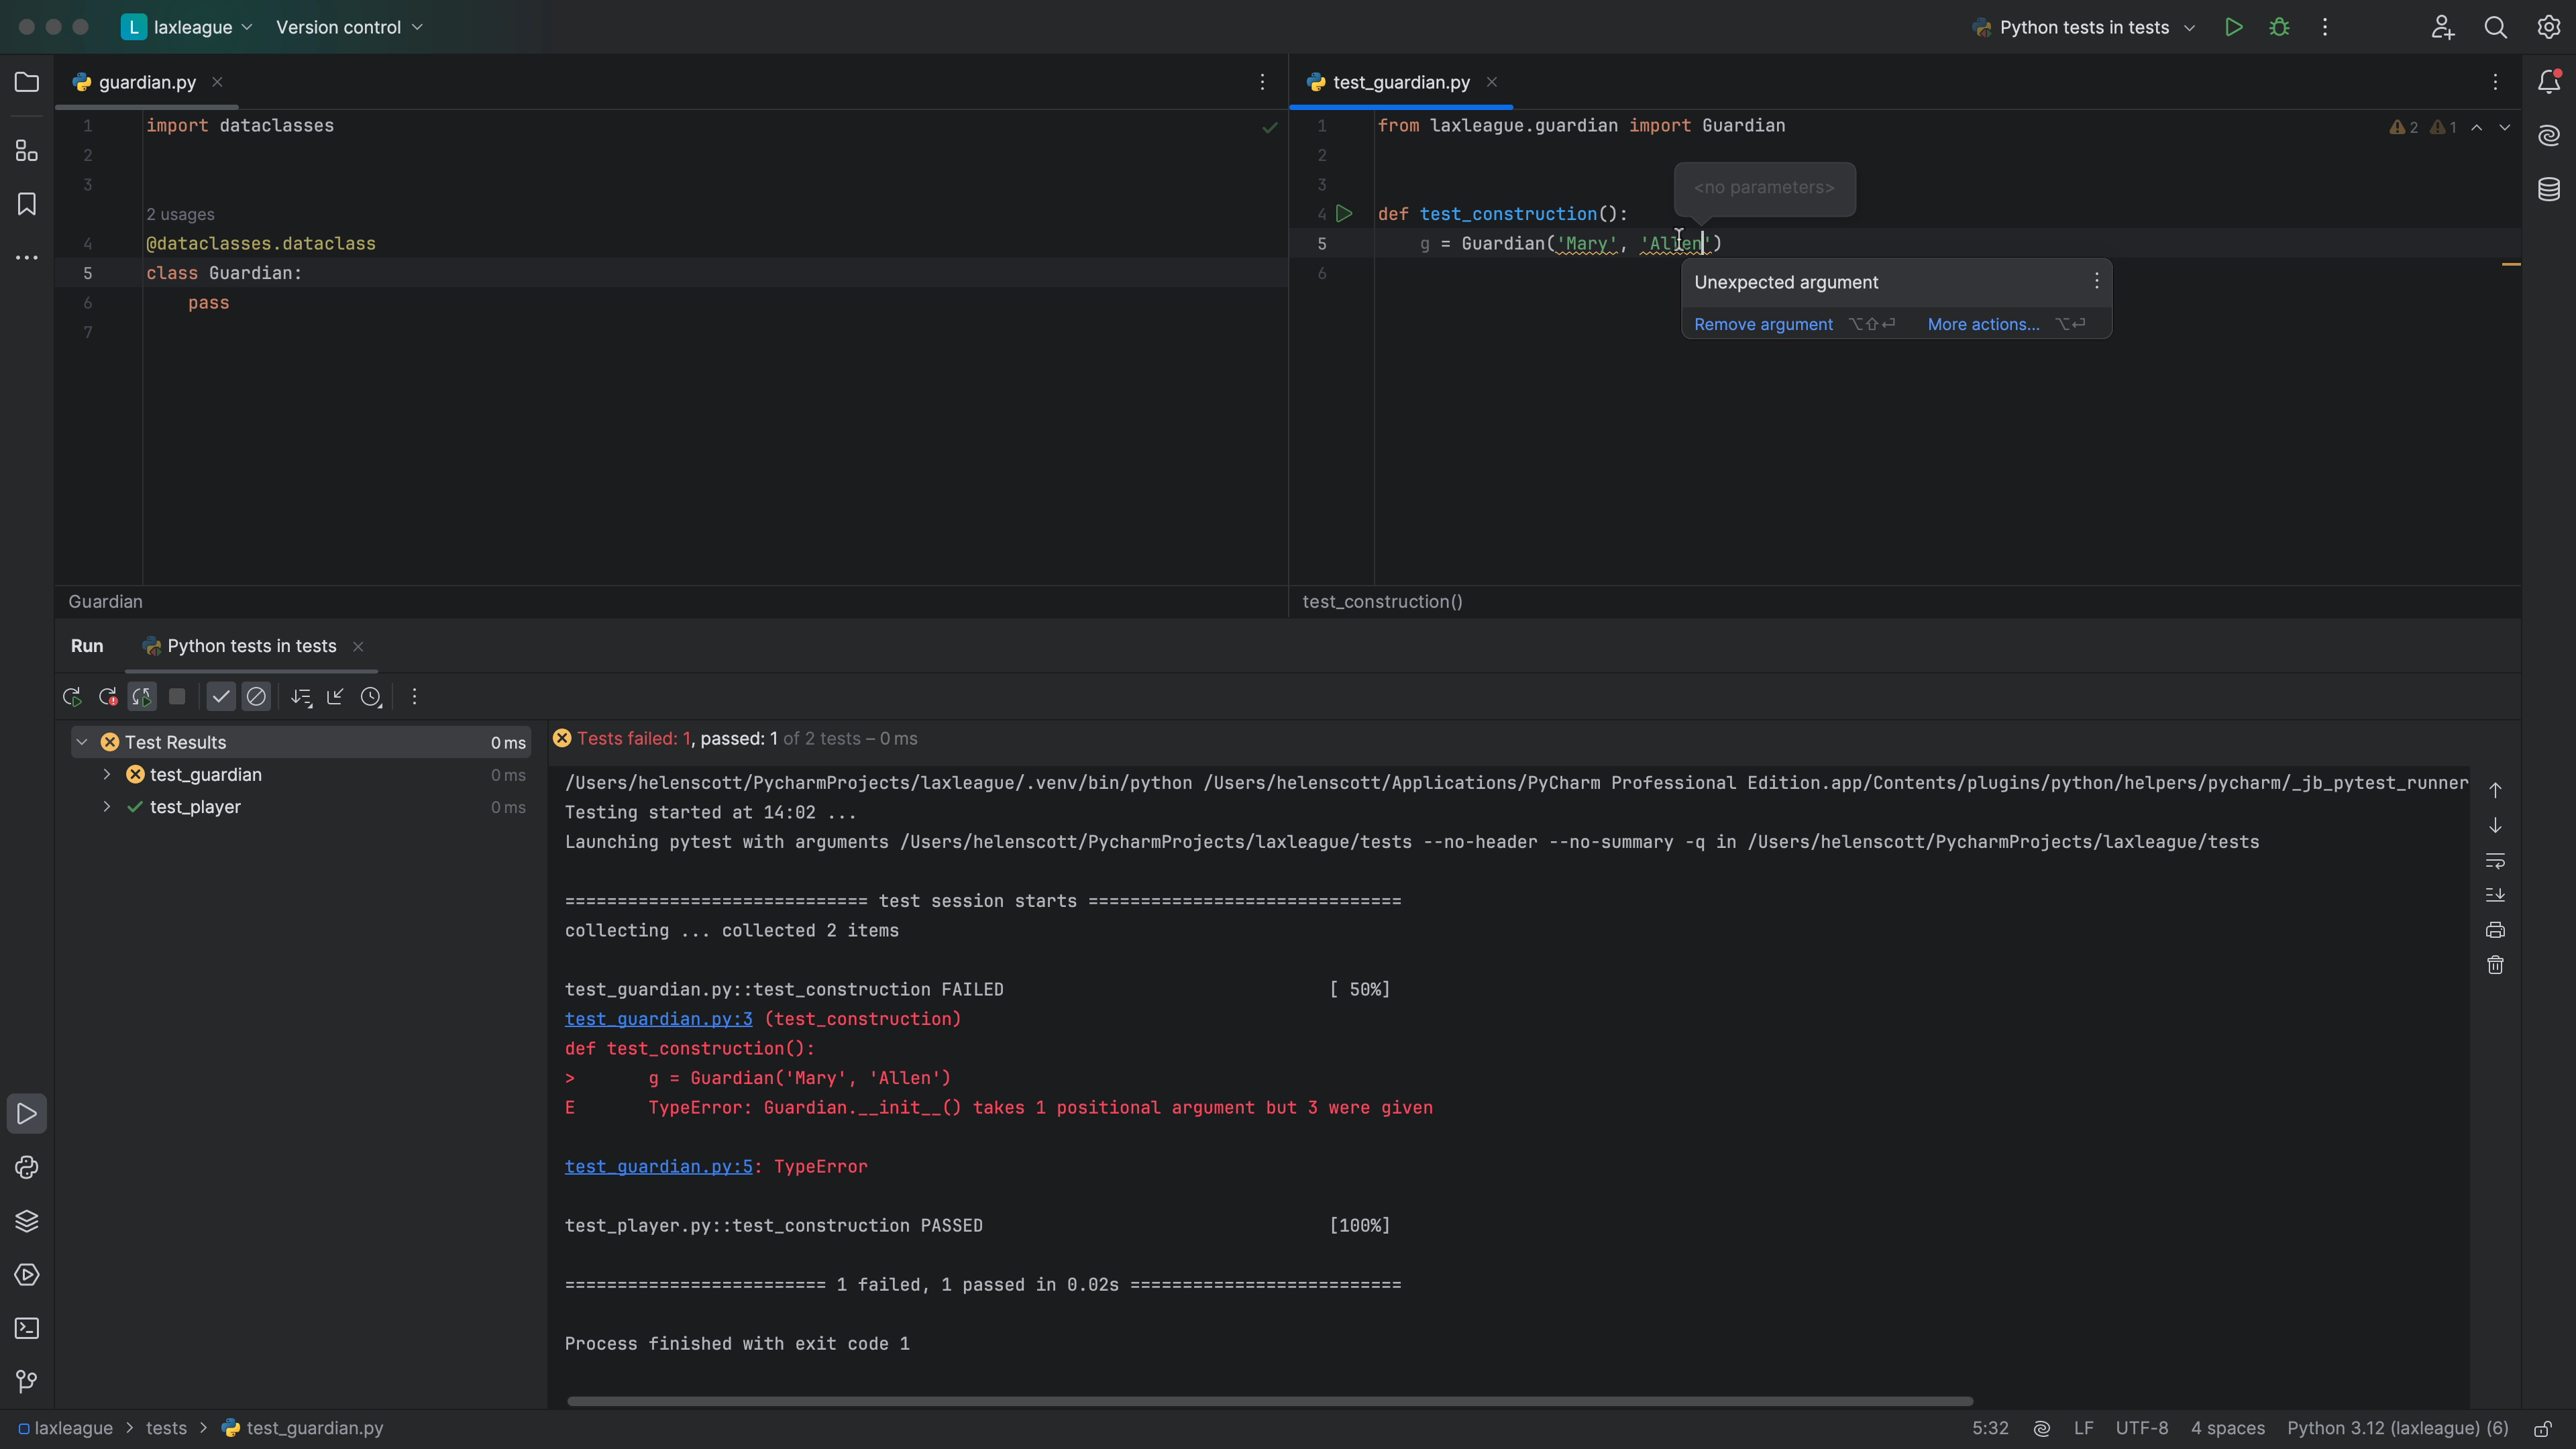 L laxleague Version control Python tests in tests
guardian.py
1 import dataclasses
2
3
2 usages
4 @dataclasses.dataclass
5 class Guardian:
6 pass
7
test_guardian.py
1 from laxleague.guardian import Guardian 2 1
2
<no parameters>
3
4 def test_construction():
5 g = Guardian('Mary', 'Allen')
6
Unexpected argument
Remove argument ⌥⇧⏎ More actions... ⌥⏎
Guardian
test_construction()
Run Python tests in tests
Test Results 0 ms
test_guardian 0 ms
test_player 0 ms
Tests failed: 1, passed: 1 of 2 tests – 0 ms
/Users/helenscott/PycharmProjects/laxleague/.venv/bin/python /Users/helenscott/Applications/PyCharm Professional Edition.app/Contents/plugins/python/helpers/pycharm/_jb_pytest_runner
Testing started at 14:02 ...
Launching pytest with arguments /Users/helenscott/PycharmProjects/laxleague/tests --no-header --no-summary -q in /Users/helenscott/PycharmProjects/laxleague/tests
============================= test session starts ==============================
collecting ... collected 2 items
test_guardian.py::test_construction FAILED [ 50%]
test_guardian.py:3 (test_construction)
def test_construction():
> g = Guardian('Mary', 'Allen')
E TypeError: Guardian.__init__() takes 1 positional argument but 3 were given
test_guardian.py:5: TypeError
test_player.py::test_construction PASSED [100%]
========================= 1 failed, 1 passed in 0.02s ==========================
Process finished with exit code 1
laxleague > tests > test_guardian.py 5:32 LF UTF-8 4 spaces Python 3.12 (laxleague) (6)